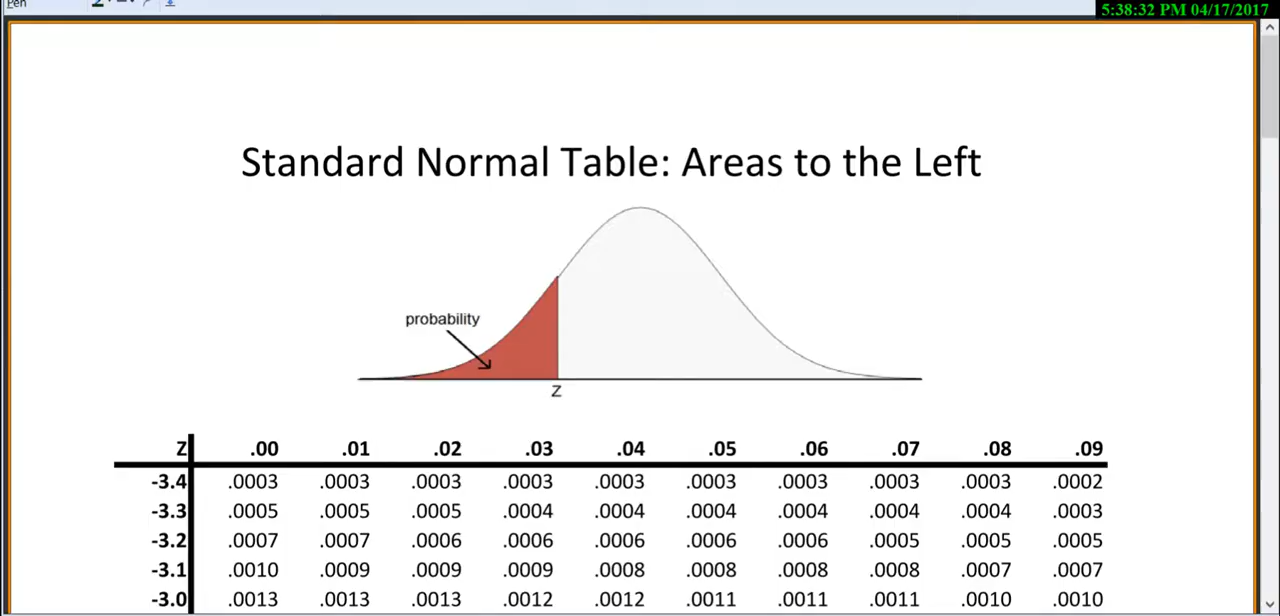 Pen
5:38:32 PM 04/17/2017
Standard Normal Table: Areas to the Left
probability
Z
Z .00 .01 .02 .03 .04 .05 .06 .07 .08 .09
-3.4 .0003 .0003 .0003 .0003 .0003 .0003 .0003 .0003 .0003 .0002
-3.3 .0005 .0005 .0005 .0004 .0004 .0004 .0004 .0004 .0004 .0003
-3.2 .0007 .0007 .0006 .0006 .0006 .0006 .0006 .0005 .0005 .0005
-3.1 .0010 .0009 .0009 .0009 .0008 .0008 .0008 .0008 .0007 .0007
-3.0 .0013 .0013 .0013 .0012 .0012 .0011 .0011 .0011 .0010 .0010